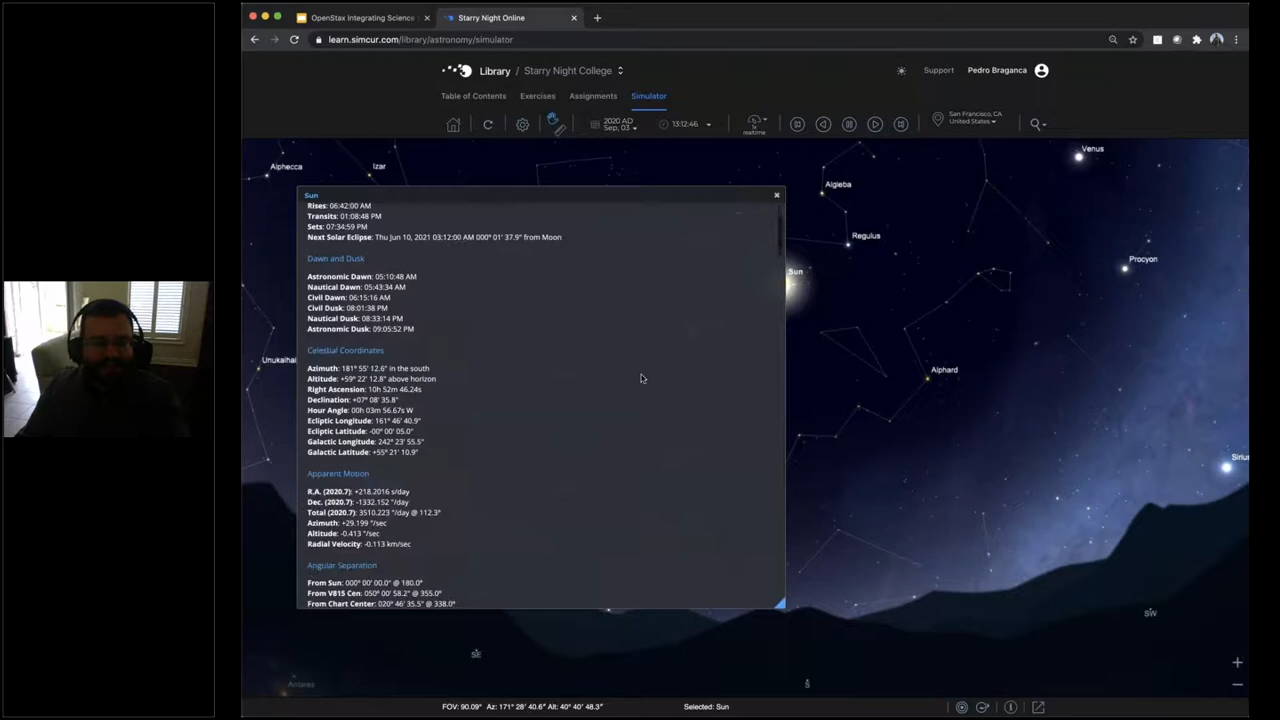 OpenStax Integrating Science
Starry Night Online
learn.simcur.com/library/astronomy/simulator
Library / Starry Night College
Support
Pedro Braganca
Table of Contents
Exercises
Assignments
Simulator
2020 AD
Sep, 03
13:12:46
realtime
San Francisco, CA
United States
Alphecca
Izar
Venus
Algieba
Regulus
Procyon
Sun
Unukalhai
Alphard
Sirius
Sun
Rises: 06:42:00 AM
Transits: 01:08:48 PM
Sets: 07:34:59 PM
Next Solar Eclipse: Thu Jun 10, 2021 03:12:00 AM 000° 01' 37.9" from Moon
Dawn and Dusk
Astronomic Dawn: 05:10:48 AM
Nautical Dawn: 05:43:34 AM
Civil Dawn: 06:15:16 AM
Civil Dusk: 08:01:38 PM
Nautical Dusk: 08:33:14 PM
Astronomic Dusk: 09:05:52 PM
Celestial Coordinates
Azimuth: 181° 55' 12.6" in the south
Altitude: +59° 22' 12.8" above horizon
Right Ascension: 10h 52m 46.24s
Declination: +07° 08' 35.8"
Hour Angle: 00h 03m 56.67s W
Ecliptic Longitude: 161° 46' 40.9"
Ecliptic Latitude: -00° 00' 05.0"
Galactic Longitude: 242° 23' 55.5"
Galactic Latitude: +55° 21' 10.9"
Apparent Motion
R.A. (2020.7): +218.2016 s/day
Dec. (2020.7): -1332.152 "/day
Total (2020.7): 3510.223 "/day @ 112.3°
Azimuth: +29.199 "/sec
Altitude: -0.413 "/sec
Radial Velocity: -0.113 km/sec
Angular Separation
From Sun: 000° 00' 00.0" @ 180.0°
From V815 Cen: 050° 00' 58.2" @ 355.0°
From Chart Center: 020° 46' 35.5" @ 338.0°
SE
S
SW
Antares
FOV: 90.09° Az: 171° 28' 40.6" Alt: 40° 40' 48.3"
Selected: Sun